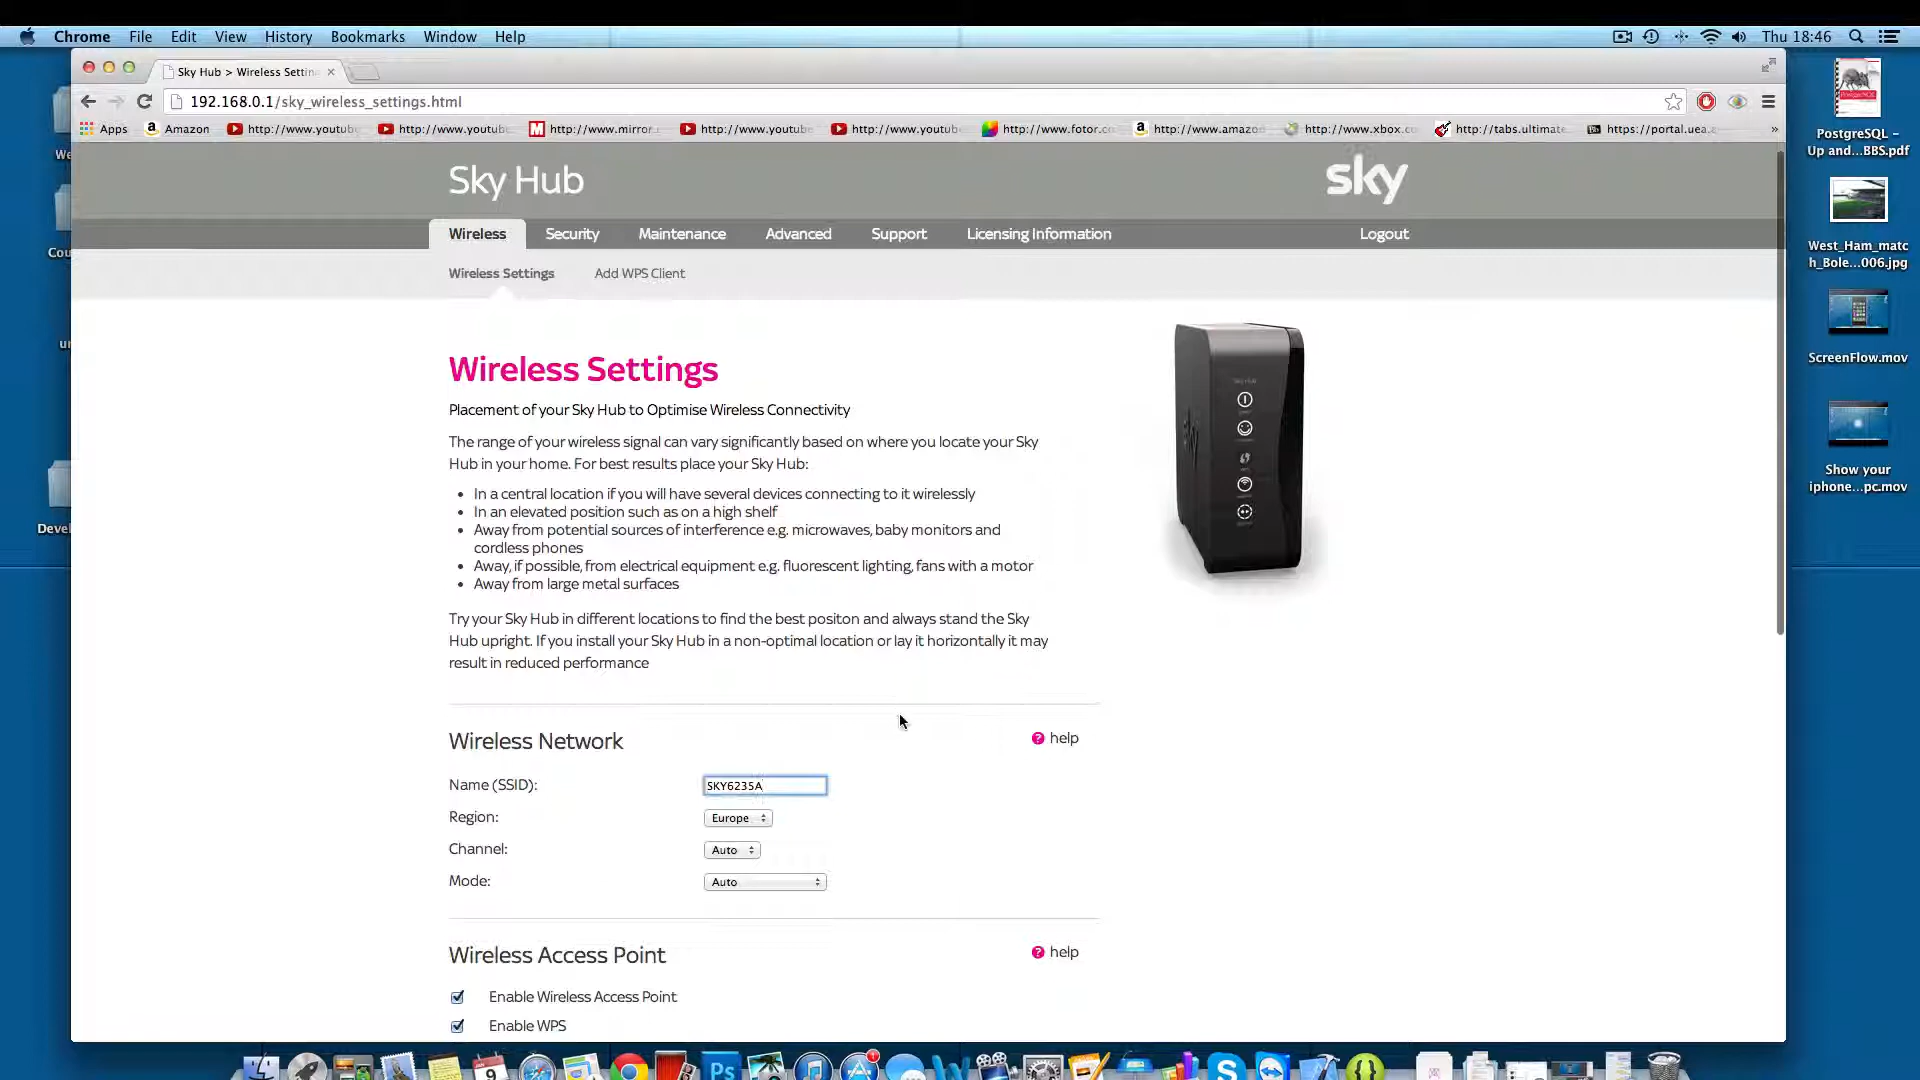 Chrome File Edit View History Bookmarks Window Help Thu 18:46
Sky Hub > Wireless Settin
192.168.0.1/sky_wireless_settings.html
Apps Amazon http://www.youtub http://www.youtub http://www.mirror. http://www.youtub http://www.youtub http://www.fotor.c http://www.amazo http://www.xbox.c http://tabs.ultimate https://portal.uea.
Sky Hub
sky
Wireless Security Maintenance Advanced Support Licensing Information Logout
Wireless Settings Add WPS Client
Wireless Settings
Placement of your Sky Hub to Optimise Wireless Connectivity
The range of your wireless signal can vary significantly based on where you locate your Sky
Hub in your home. For best results place your Sky Hub:
• In a central location if you will have several devices connecting to it wirelessly
• In an elevated position such as on a high shelf
• Away from potential sources of interference e.g. microwaves, baby monitors and
cordless phones
• Away, if possible, from electrical equipment e.g. fluorescent lighting, fans with a motor
• Away from large metal surfaces
Try your Sky Hub in different locations to find the best positon and always stand the Sky
Hub upright. If you install your Sky Hub in a non-optimal location or lay it horizontally it may
result in reduced performance
Wireless Network
? help
Name (SSID): SKY6235A
Region: Europe
Channel: Auto
Mode: Auto
Wireless Access Point
? help
Enable Wireless Access Point
Enable WPS
PostgreSQL –
Up and...BBS.pdf
West_Ham_matc
h_Bole...006.jpg
ScreenFlow.mov
Show your
iphone...pc.mov
We
Cou
ur
Devel
9
Ps
1
S